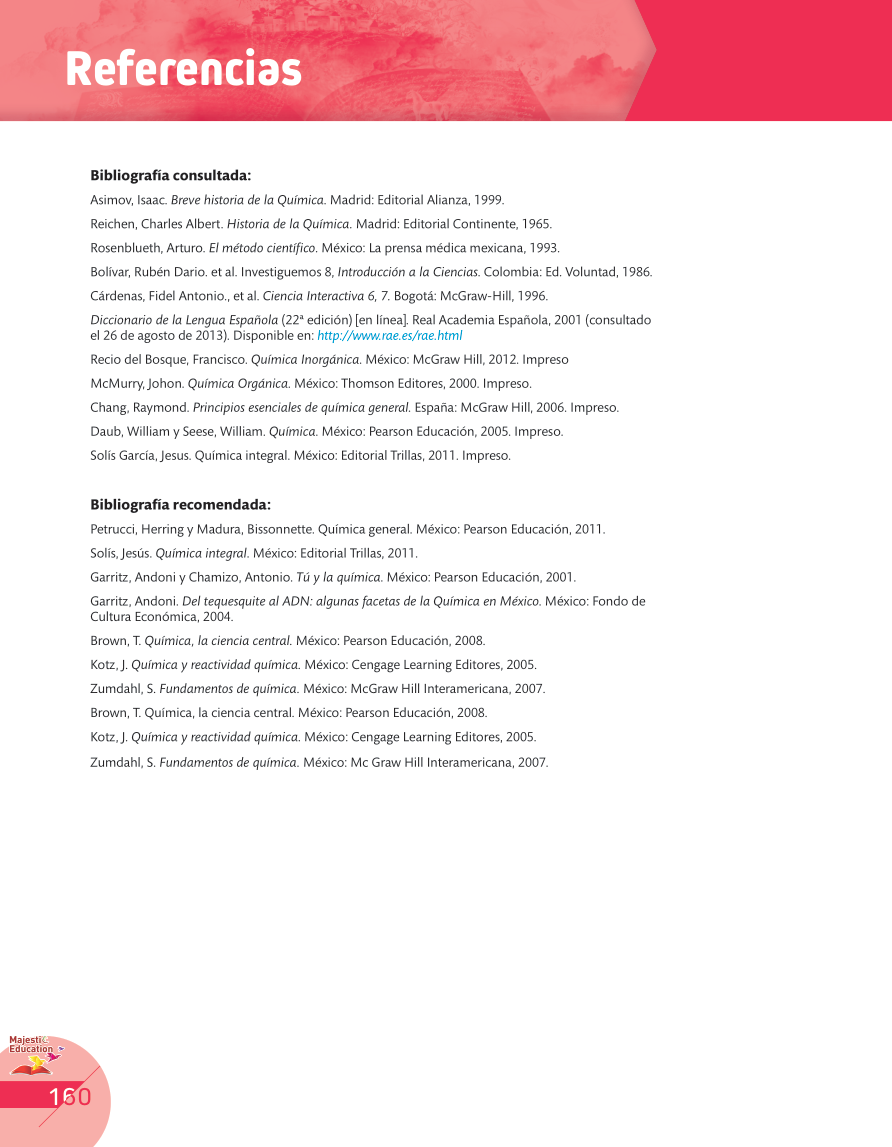 Referencias
Bibliografía consultada:
Asimov, Isaac. Breve historia de la Química. Madrid: Editorial Alianza, 1999.
Reichen, Charles Albert. Historia de la Química. Madrid: Editorial Continente, 1965.
Rosenblueth, Arturo. El método científico. México: La prensa médica mexicana, 1993.
Bolívar, Rubén Dario. et al. Investiguemos 8, Introducción a la Ciencias. Colombia: Ed. Voluntad, 1986.
Cárdenas, Fidel Antonio., et al. Ciencia Interactiva 6, 7. Bogotá: McGraw-Hill, 1996.
Diccionario de la Lengua Española (22ª edición) [en línea]. Real Academia Española, 2001 (consultado
el 26 de agosto de 2013). Disponible en: http://www.rae.es/rae.html
Recio del Bosque, Francisco. Química Inorgánica. México: McGraw Hill, 2012. Impreso
McMurry, Johon. Química Orgánica. México: Thomson Editores, 2000. Impreso.
Chang, Raymond. Principios esenciales de química general. España: McGraw Hill, 2006. Impreso.
Daub, William y Seese, William. Química. México: Pearson Educación, 2005. Impreso.
Solís García, Jesus. Química integral. México: Editorial Trillas, 2011. Impreso.
Bibliografía recomendada:
Petrucci, Herring y Madura, Bissonnette. Química general. México: Pearson Educación, 2011.
Solís, Jesús. Química integral. México: Editorial Trillas, 2011.
Garritz, Andoni y Chamizo, Antonio. Tú y la química. México: Pearson Educación, 2001.
Garritz, Andoni. Del tequesquite al ADN: algunas facetas de la Química en México. México: Fondo de
Cultura Económica, 2004.
Brown, T. Química, la ciencia central. México: Pearson Educación, 2008.
Kotz, J. Química y reactividad química. México: Cengage Learning Editores, 2005.
Zumdahl, S. Fundamentos de química. México: McGraw Hill Interamericana, 2007.
Brown, T. Química, la ciencia central. México: Pearson Educación, 2008.
Kotz, J. Química y reactividad química. México: Cengage Learning Editores, 2005.
Zumdahl, S. Fundamentos de química. México: Mc Graw Hill Interamericana, 2007.
Majestic
Education
160